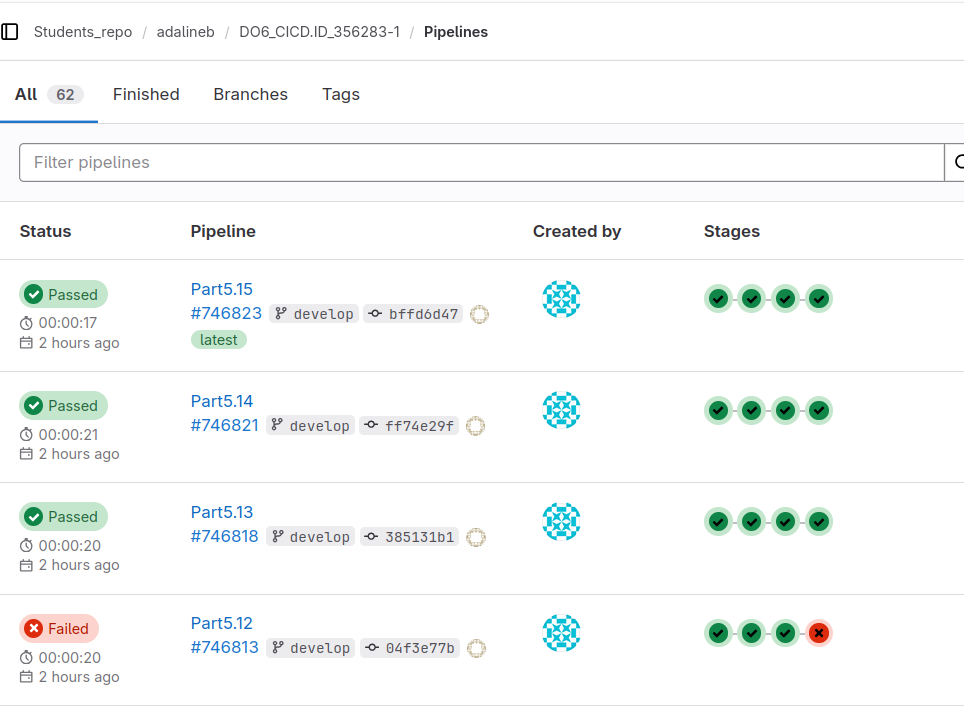 Students_repo / adalineb / DO6_CICD.ID_356283-1 / Pipelines
All 62 Finished Branches Tags
Filter pipelines
Status Pipeline Created by Stages
Passed Part5.15
00:00:17 #746823 develop bffd6d47
2 hours ago latest
Passed Part5.14
00:00:21 #746821 develop ff74e29f
2 hours ago
Passed Part5.13
00:00:20 #746818 develop 385131b1
2 hours ago
Failed Part5.12
00:00:20 #746813 develop 04f3e77b
2 hours ago